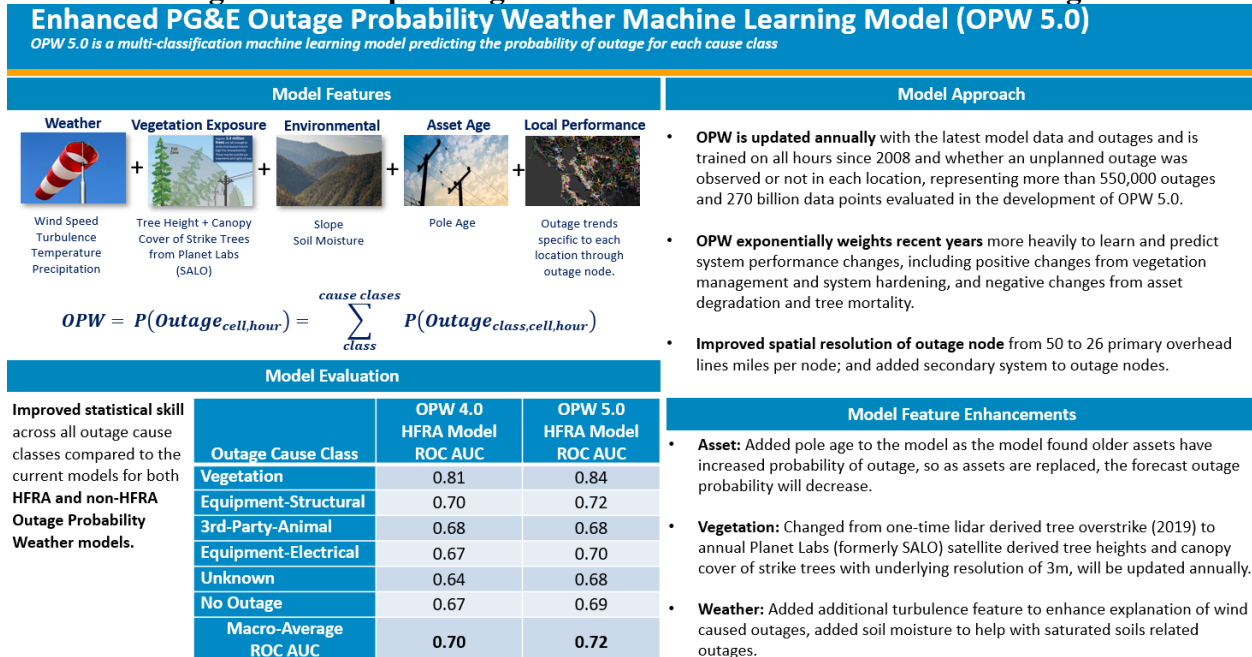 Enhanced PG&E Outage Probability Weather Machine Learning Model (OPW 5.0)
OPW 5.0 is a multi-classification machine learning model predicting the probability of outage for each cause class
Model Features
Weather
Vegetation Exposure
Environmental
Asset Age
Local Performance
+ + + +
Wind Speed
Turbulence
Temperature
Precipitation
Tree Height + Canopy
Cover of Strike Trees
from Planet Labs
(SALO)
Slope
Soil Moisture
Pole Age
Outage trends
specific to each
location through
outage node.
cause clases
OPW = P(Outage_cell,hour) = ∑ P(Outage_class,cell,hour)
class
Model Evaluation
Improved statistical skill
across all outage cause
classes compared to the
current models for both
HFRA and non-HFRA
Outage Probability
Weather models.
Outage Cause Class | OPW 4.0 HFRA Model ROC AUC | OPW 5.0 HFRA Model ROC AUC
Vegetation 0.81 0.84
Equipment-Structural 0.70 0.72
3rd-Party-Animal 0.68 0.68
Equipment-Electrical 0.67 0.70
Unknown 0.64 0.68
No Outage 0.67 0.69
Macro-Average ROC AUC 0.70 0.72
Model Approach
• OPW is updated annually with the latest model data and outages and is
trained on all hours since 2008 and whether an unplanned outage was
observed or not in each location, representing more than 550,000 outages
and 270 billion data points evaluated in the development of OPW 5.0.
• OPW exponentially weights recent years more heavily to learn and predict
system performance changes, including positive changes from vegetation
management and system hardening, and negative changes from asset
degradation and tree mortality.
• Improved spatial resolution of outage node from 50 to 26 primary overhead
lines miles per node; and added secondary system to outage nodes.
Model Feature Enhancements
• Asset: Added pole age to the model as the model found older assets have
increased probability of outage, so as assets are replaced, the forecast outage
probability will decrease.
• Vegetation: Changed from one-time lidar derived tree overstrike (2019) to
annual Planet Labs (formerly SALO) satellite derived tree heights and canopy
cover of strike trees with underlying resolution of 3m, will be updated annually.
• Weather: Added additional turbulence feature to enhance explanation of wind
caused outages, added soil moisture to help with saturated soils related
outages.